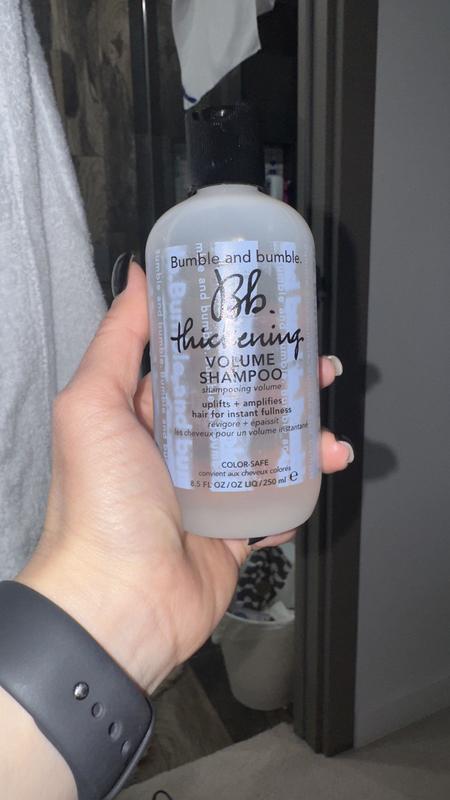 Bumble and bumble.
Bb.
thickening
VOLUME
SHAMPOO
shampooing volume
uplifts + amplifies
hair for instant fullness
révigore + épaissit
les cheveux pour un volume instantané
COLOR-SAFE
convient aux cheveux colorés
8.5 FL OZ/OZ LIQ/250 ml e